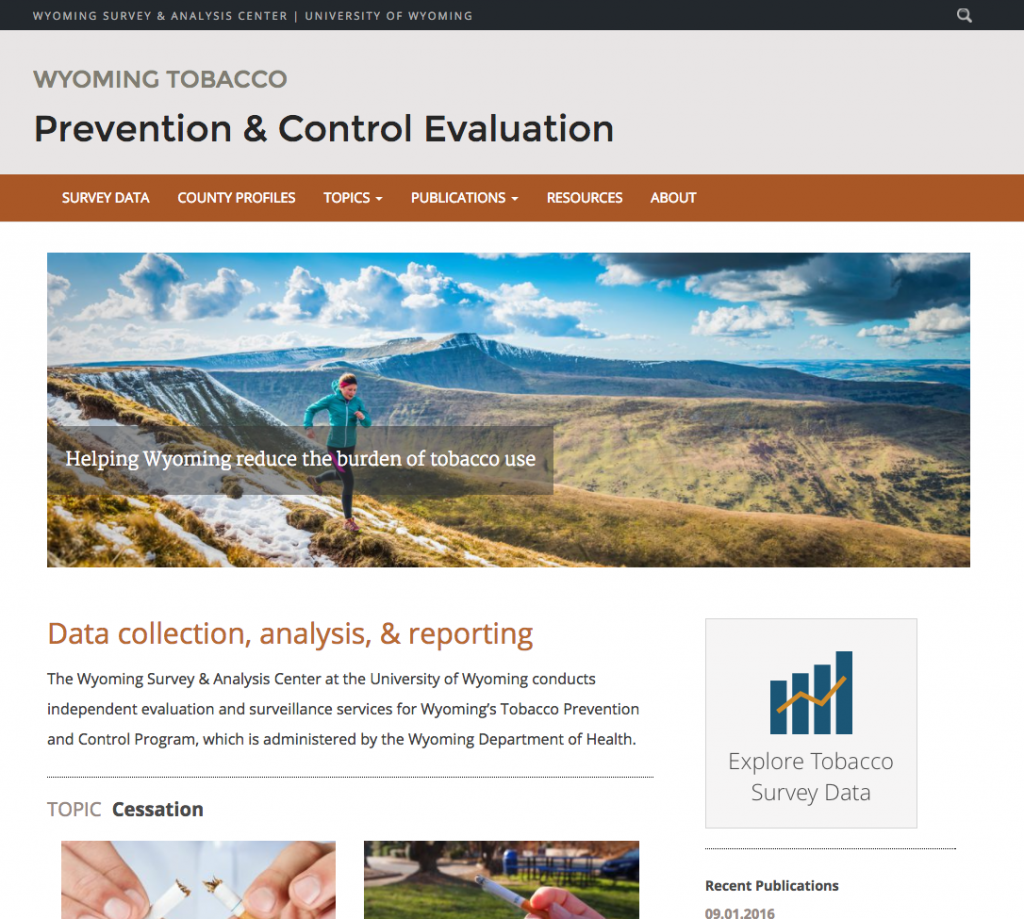 WYOMING SURVEY & ANALYSIS CENTER | UNIVERSITY OF WYOMING
WYOMING TOBACCO
Prevention & Control Evaluation
SURVEY DATA COUNTY PROFILES TOPICS PUBLICATIONS RESOURCES ABOUT
Helping Wyoming reduce the burden of tobacco use
Data collection, analysis, & reporting
The Wyoming Survey & Analysis Center at the University of Wyoming conducts
independent evaluation and surveillance services for Wyoming's Tobacco Prevention
and Control Program, which is administered by the Wyoming Department of Health.
TOPIC Cessation
Explore Tobacco
Survey Data
Recent Publications
09.01.2016